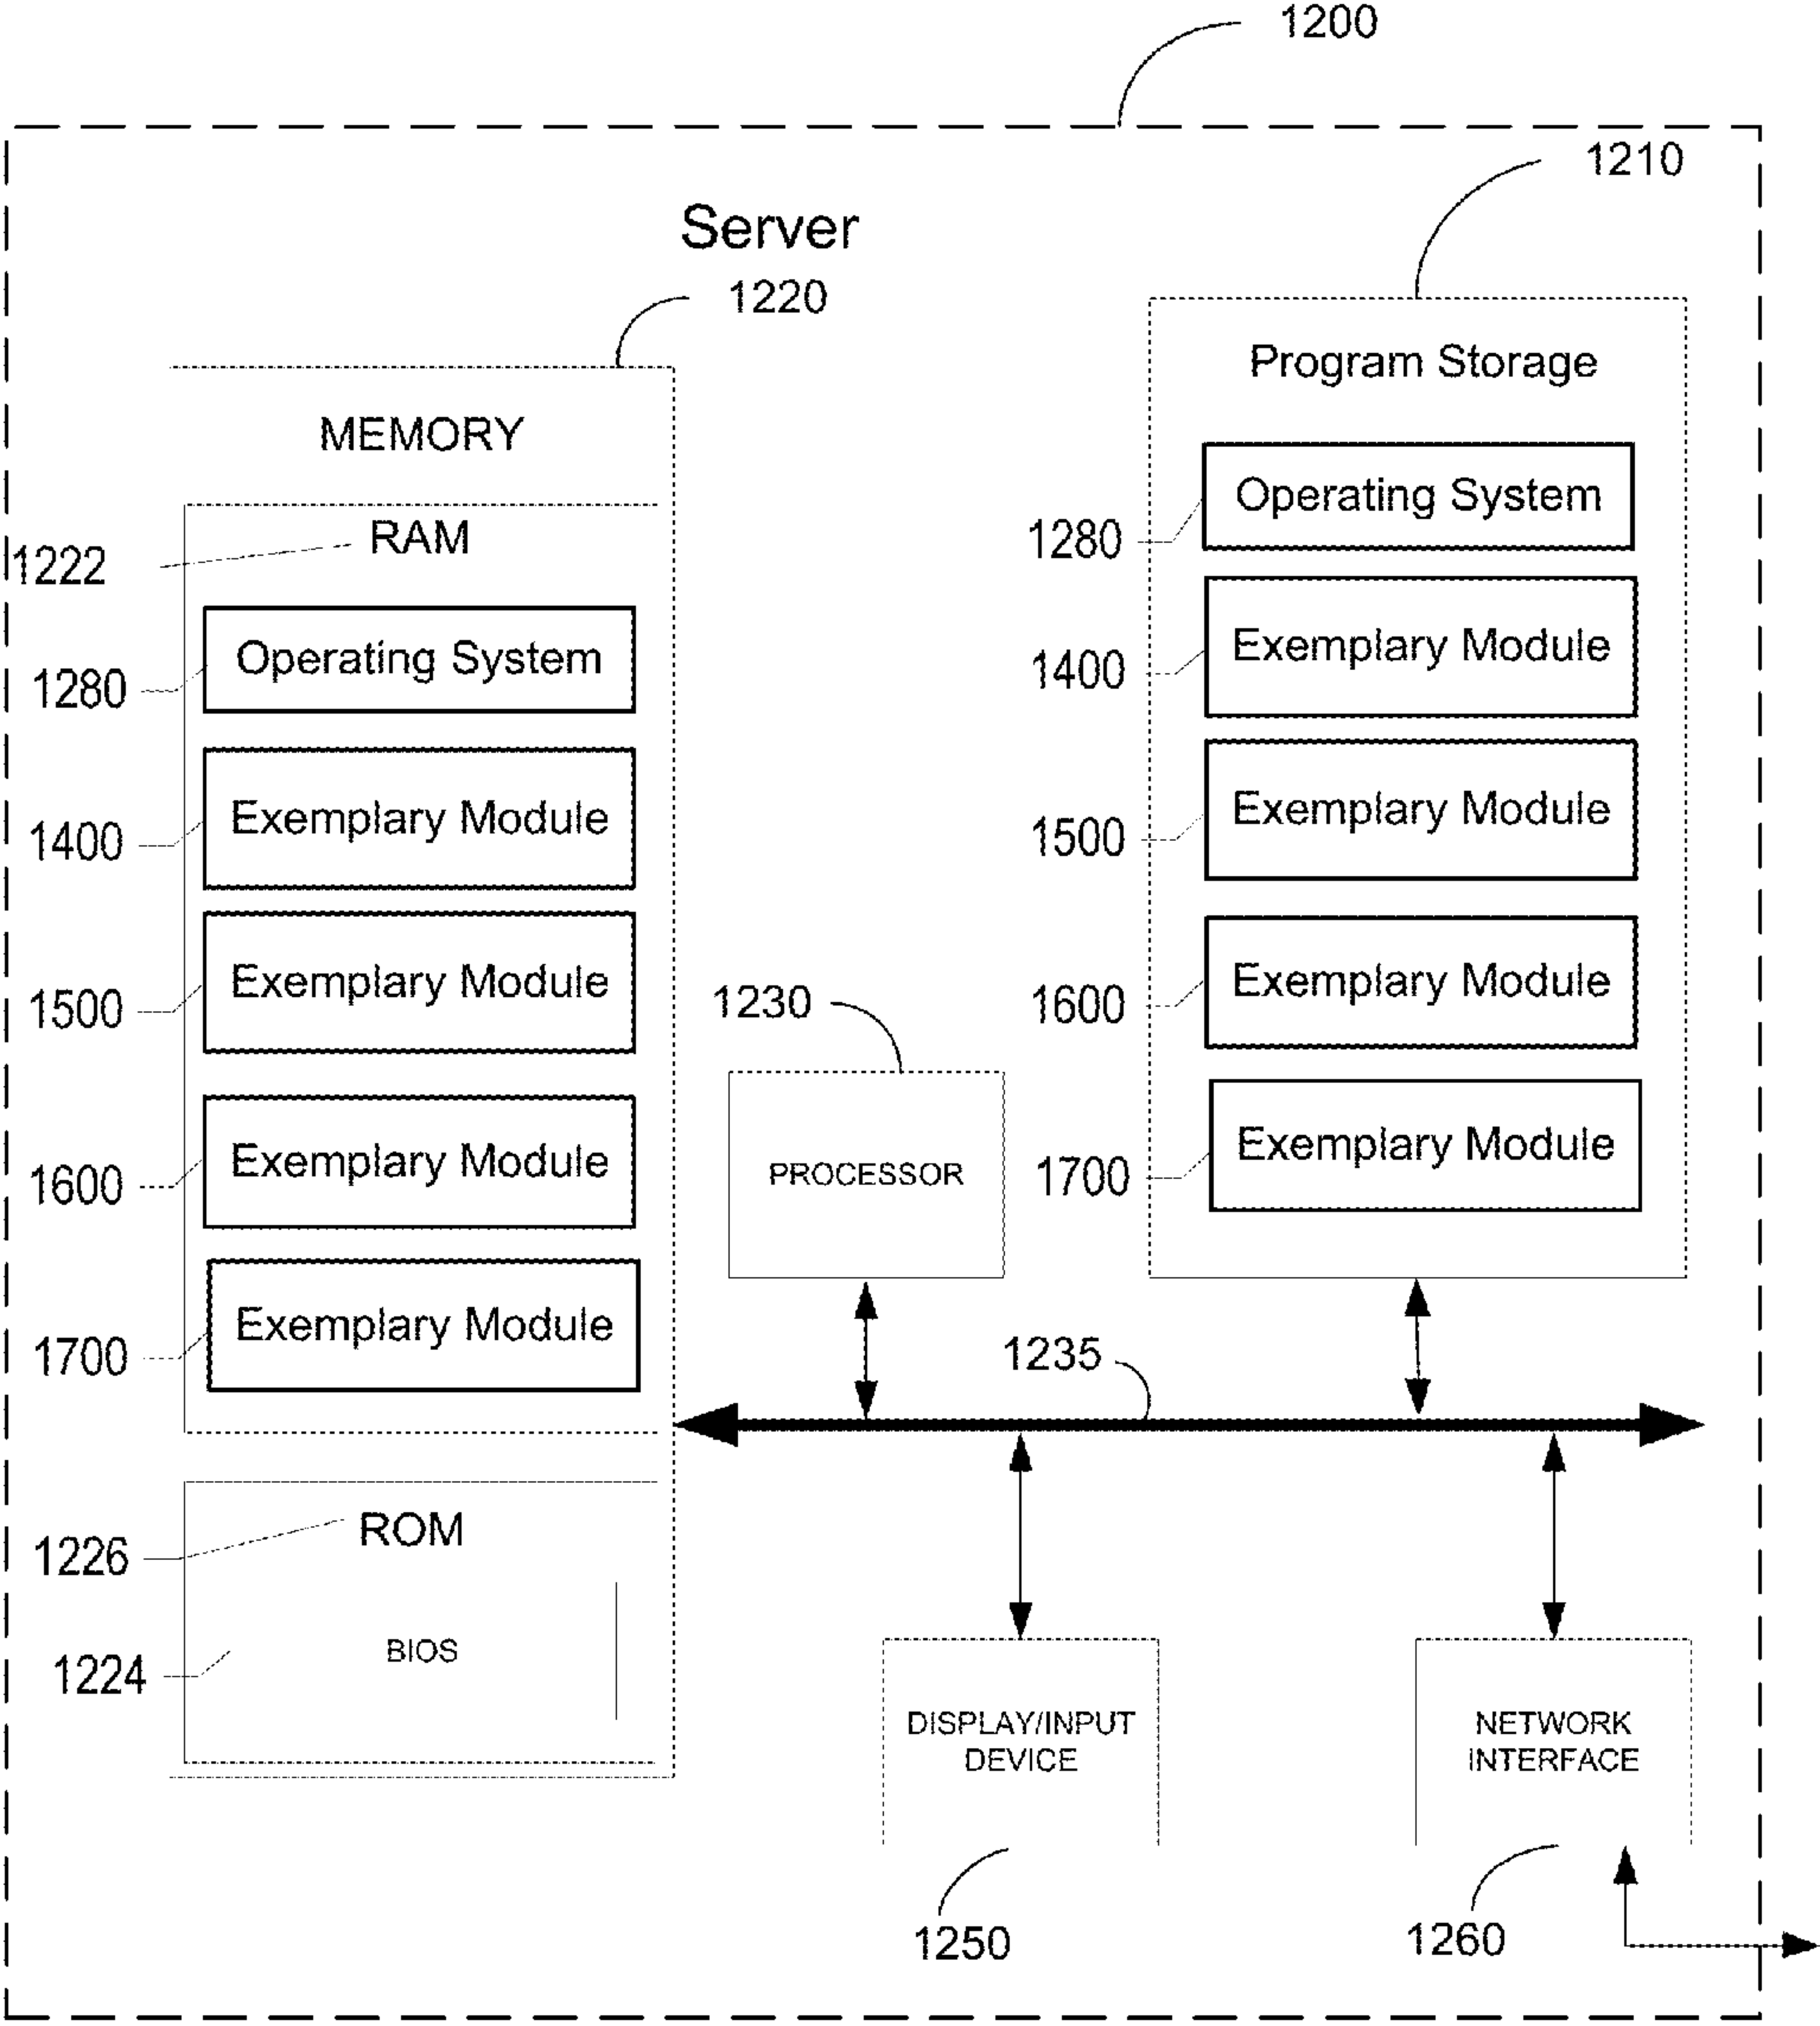 1200
1210
Server
1220
Program Storage
MEMORY
Operating System
1280
RAM
1222
Exemplary Module
1400
Operating System
1280
Exemplary Module
1500
Exemplary Module
1400
Exemplary Module
1600
Exemplary Module
1500
1230
Exemplary Module
1700
PROCESSOR
Exemplary Module
1600
Exemplary Module
1700
1235
ROM
1226
BIOS
1224
DISPLAY/INPUT
DEVICE
NETWORK
INTERFACE
1250
1260